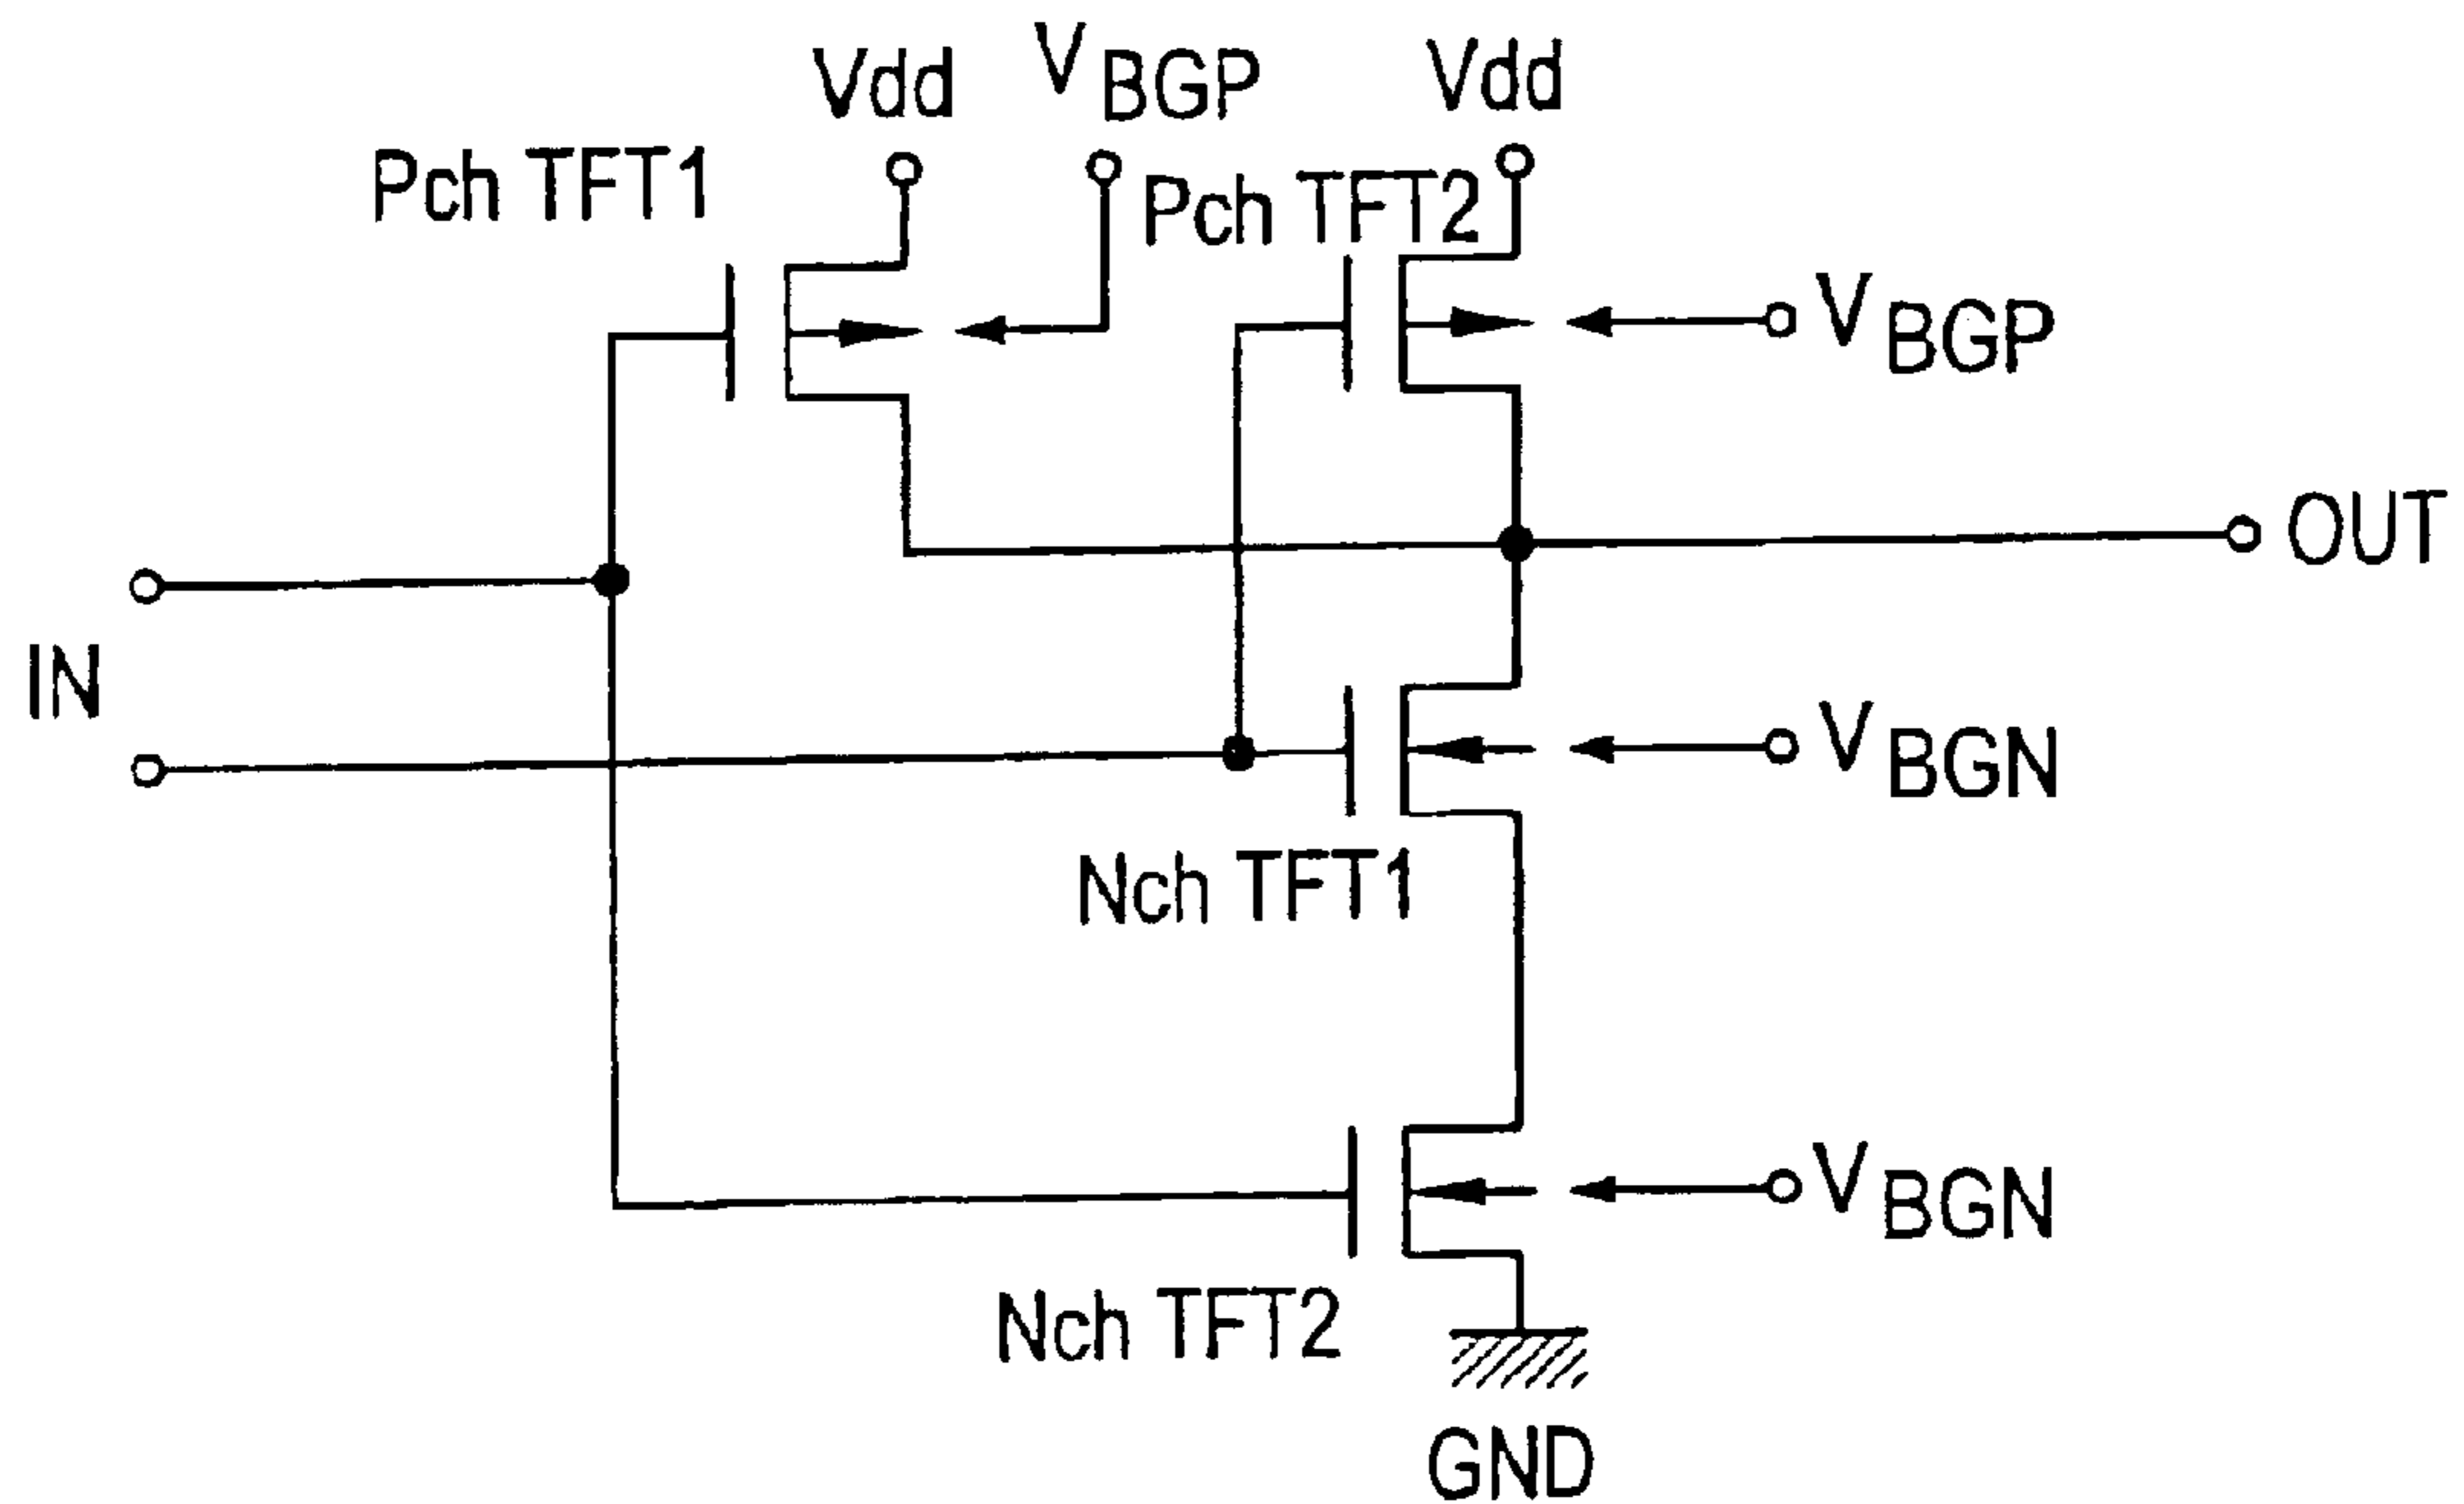 Vdd
VBGP
Vdd
Pch TFT1
Pch TFT2
VBGP
OUT
IN
VBGN
Nch TFT1
VBGN
Nch TFT2
GND